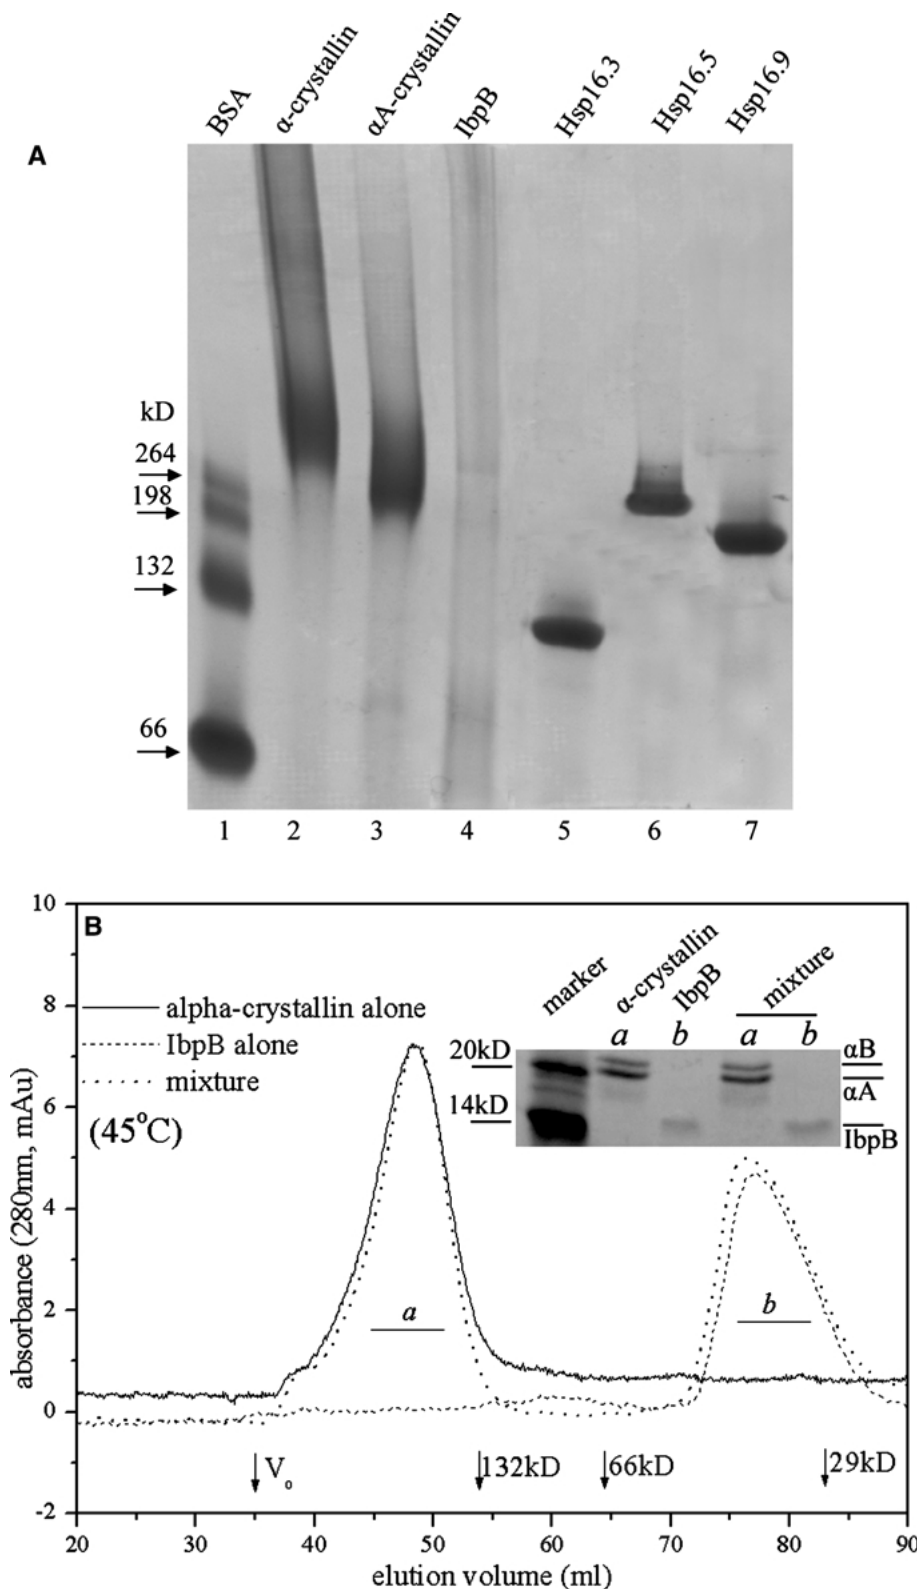 BSA
α-crystallin
αA-crystallin
IbpB
Hsp16.3
Hsp16.5
Hsp16.9
A
kD
264
198
132
66
1 2 3 4 5 6 7
B
10
8
6
4
2
0
-2
absorbance (280nm, mAu)
alpha-crystallin alone
IbpB alone
mixture
(45°C)
marker
α-crystallin
IbpB
mixture
a b a b
20kD
14kD
αB
αA
IbpB
a
b
Vo
132kD
66kD
29kD
20 30 40 50 60 70 80 90
elution volume (ml)